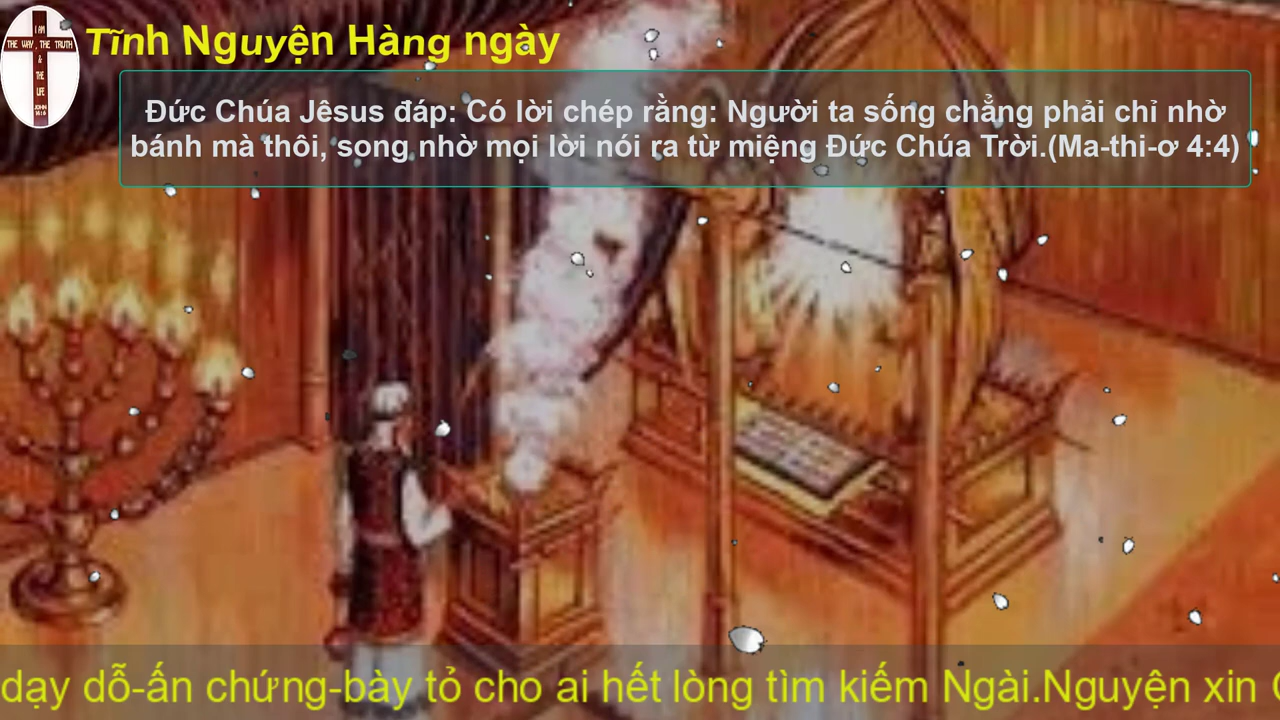 I AM
THE WAY, THE TRUTH
&
THE
LIFE
JOHN
14:6
Tĩnh Nguyện Hàng ngày
Đức Chúa Jêsus đáp: Có lời chép rằng: Người ta sống chẳng phải chỉ nhờ
bánh mà thôi, song nhờ mọi lời nói ra từ miệng Đức Chúa Trời.(Ma-thi-ơ 4:4)
dạy dỗ-ấn chứng-bày tỏ cho ai hết lòng tìm kiếm Ngài.Nguyện xin